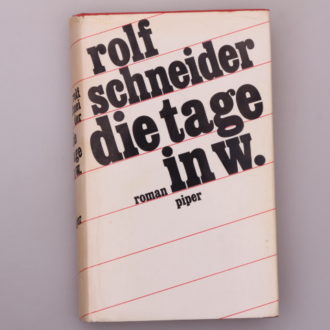 rolf
schneider
die tage
in w.
roman
piper